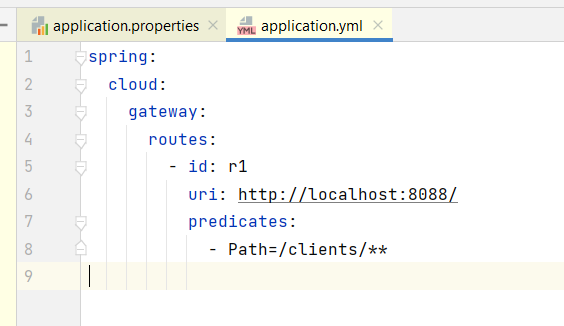 application.properties
YML application.yml
1 spring:
2   cloud:
3     gateway:
4       routes:
5         - id: r1
6           uri: http://localhost:8088/
7           predicates:
8             - Path=/clients/**
9